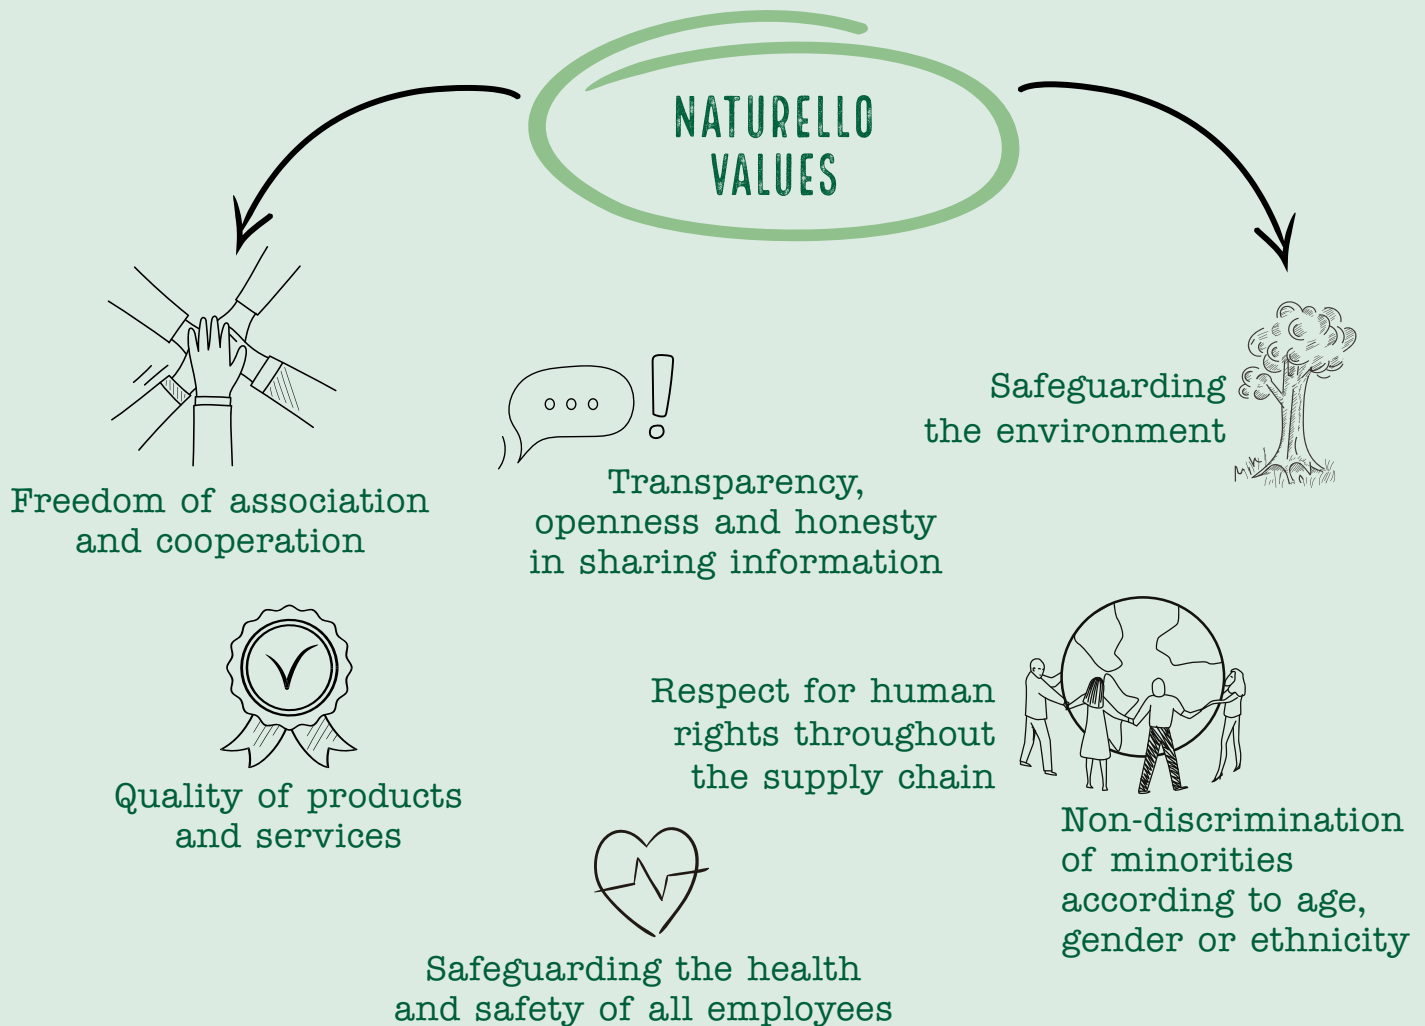 NATURELLO
VALUES
Freedom of association
and cooperation
Transparency,
openness and honesty
in sharing information
Safeguarding
the environment
Quality of products
and services
Respect for human
rights throughout
the supply chain
Non-discrimination
of minorities
according to age,
gender or ethnicity
Safeguarding the health
and safety of all employees